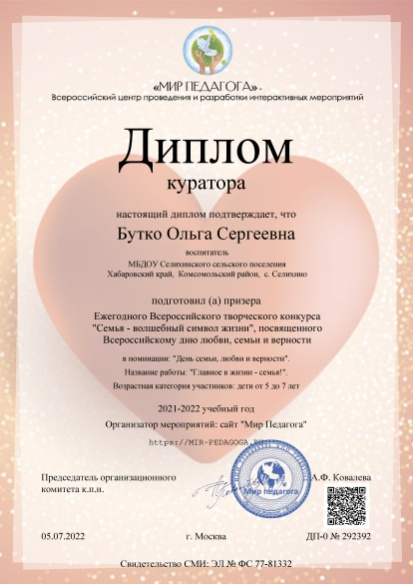 «МИР ПЕДАГОГА» -
Всероссийский центр проведения и разработки интерактивных мероприятий
Диплом
куратора
настоящий диплом подтверждает, что
Бутко Ольга Сергеевна
воспитатель
МБДОУ Селихинского сельского поселения
Хабаровский край, Комсомольский район, с. Селихино
подготовил (а) призера
Ежегодного Всероссийского творческого конкурса
"Семья - волшебный символ жизни", посвященного
Всероссийскому дню любви, семьи и верности
в номинации: "День семьи, любви и верности".
Название работы: "Главное в жизни - семья!".
Возрастная категория участников: дети от 5 до 7 лет
2021-2022 учебный год
Организатор мероприятий: сайт "Мир Педагога"
https://MIR-PEDAGOGA.
Председатель организационного
комитета к.п.н.
Мир педагога
А.Ф. Ковалева
05.07.2022
г. Москва
ДП-0 № 292392
Свидетельство СМИ: ЭЛ № ФС 77-81332